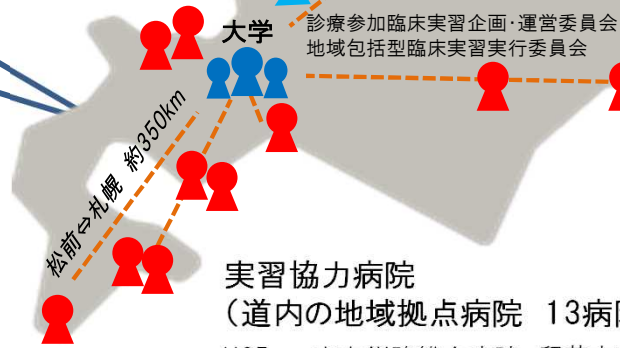 大学
診療参加臨床実習企画・運営委員会
地域包括型臨床実習実行委員会
松前⇔札幌 約350km
実習協力病院
（道内の地域拠点病院 13病